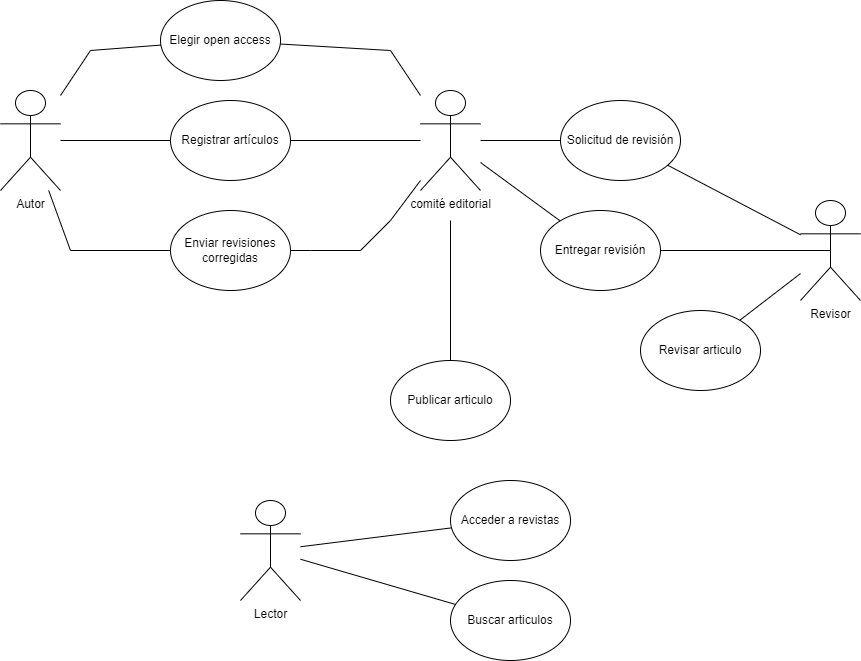 Elegir open access
Registrar artículos
Solicitud de revisión
Autor
comité editorial
Enviar revisiones
corregidas
Entregar revisión
Revisor
Revisar articulo
Publicar articulo
Acceder a revistas
Lector
Buscar articulos